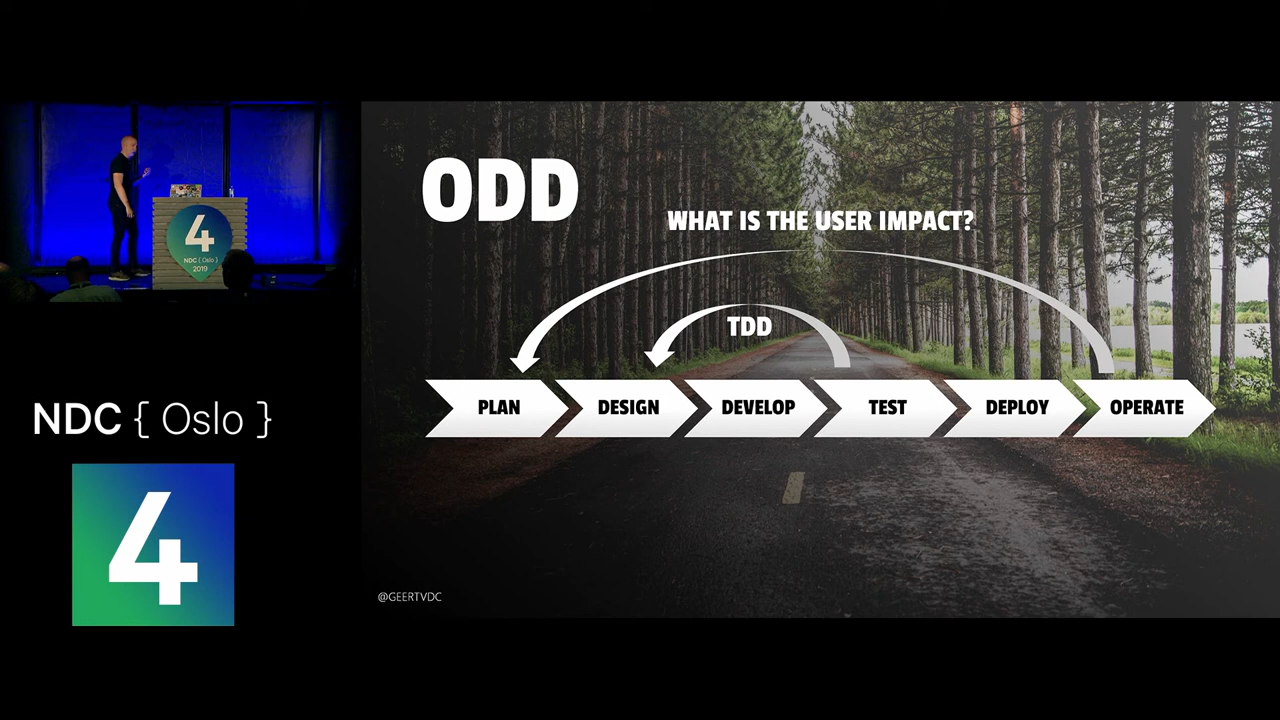 4
NDC { Oslo }
2019
NDC { Oslo }
4
ODD
WHAT IS THE USER IMPACT?
TDD
PLAN
DESIGN
DEVELOP
TEST
DEPLOY
OPERATE
@GEERTVDC